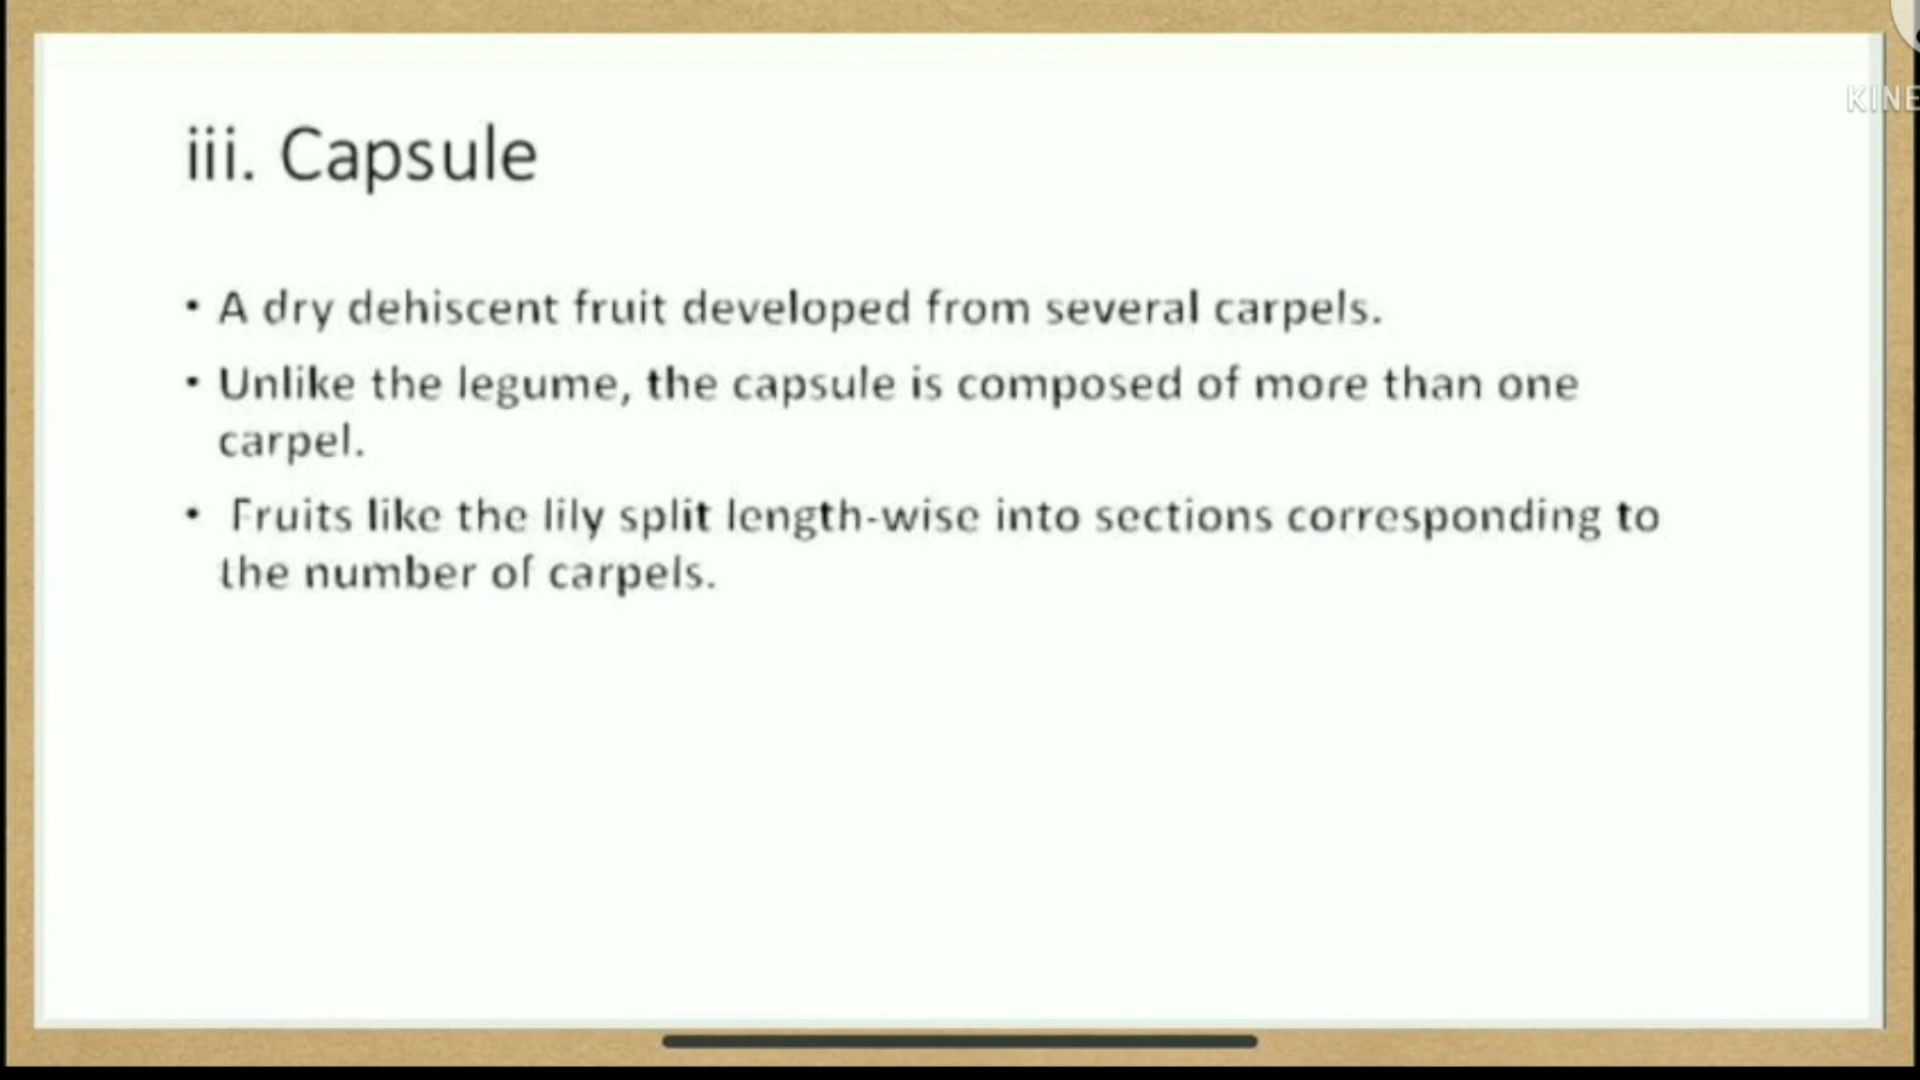 KINE
iii. Capsule
• A dry dehiscent fruit developed from several carpels.
• Unlike the legume, the capsule is composed of more than one
carpel.
• Fruits like the lily split length-wise into sections corresponding to
the number of carpels.